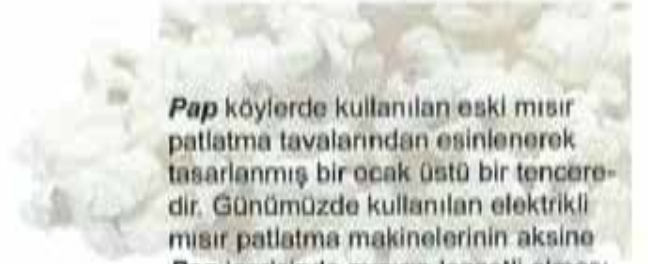 Pap köylerde kullanılan eski mısır
patlatma tavalarından esinlenerek
tasarlanmış bir ocak üstü bir tencere-
dir. Günümüzde kullanılan elektrikli
mısır patlatma makinelerinin aksine